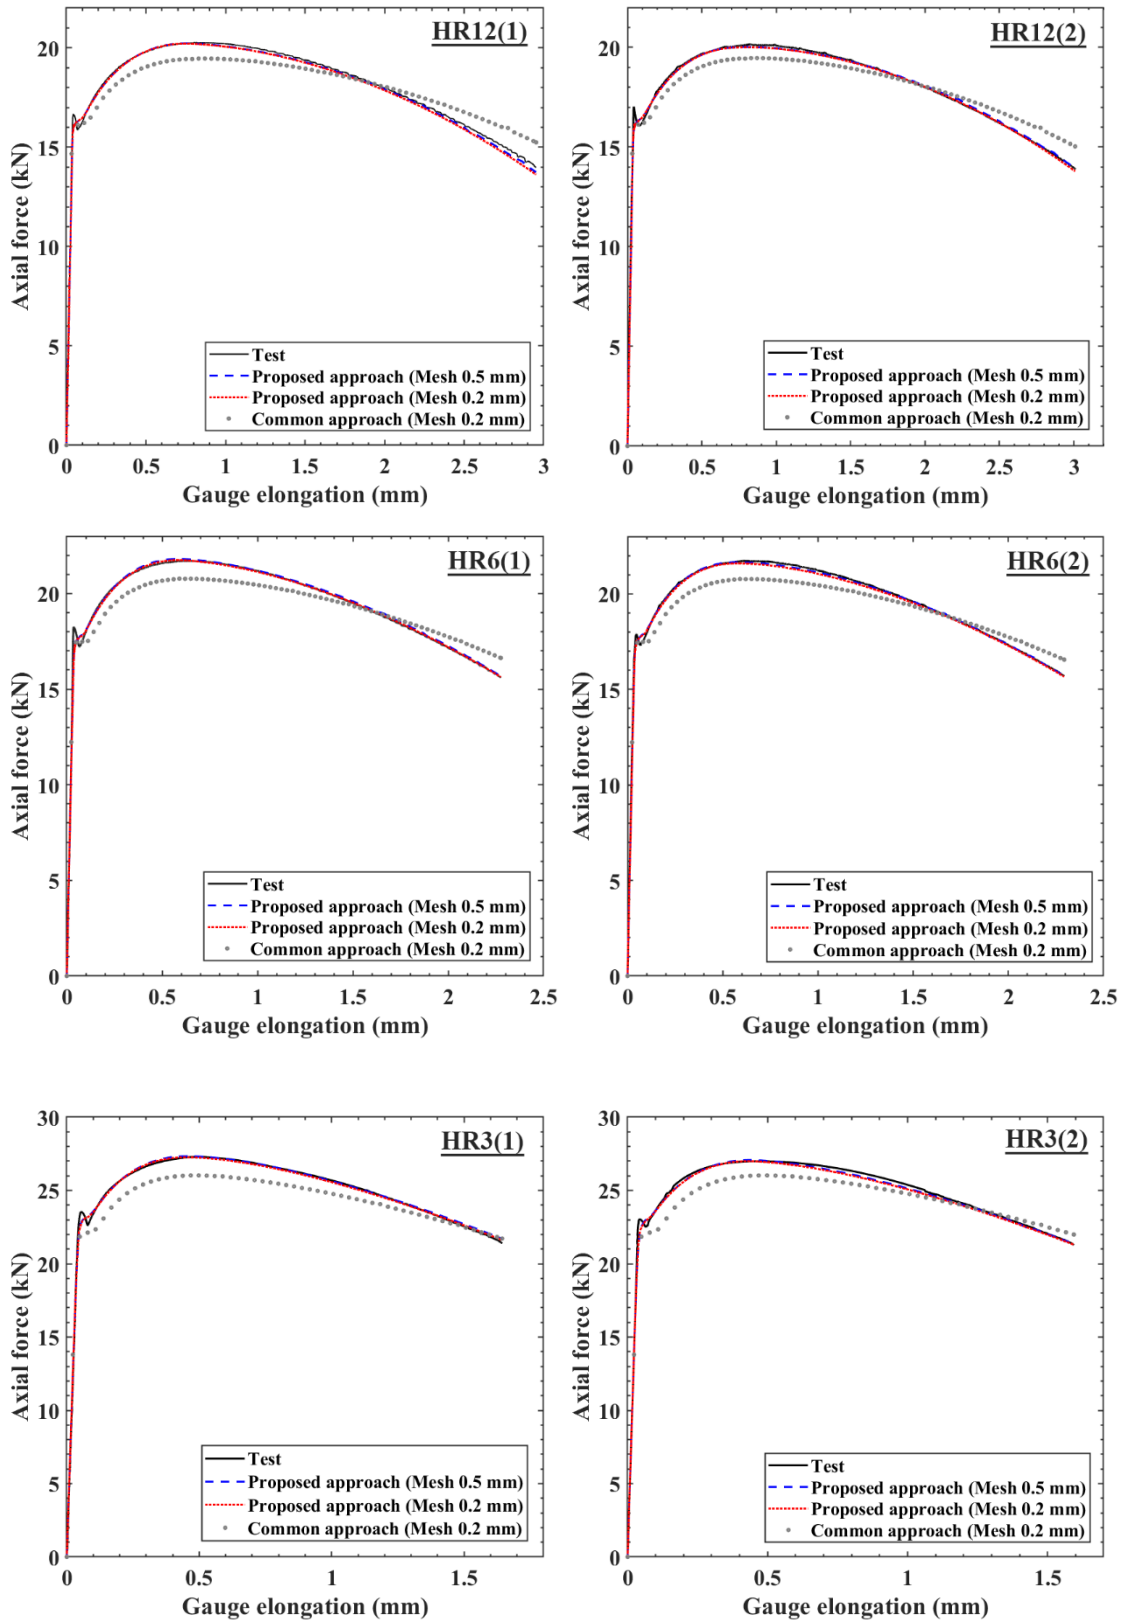 HR12(1)
20
15
10
5
0
Axial force (kN)
Test
Proposed approach (Mesh 0.5 mm)
Proposed approach (Mesh 0.2 mm)
Common approach (Mesh 0.2 mm)
0 0.5 1 1.5 2 2.5 3
Gauge elongation (mm)
HR12(2)
20
15
10
5
0
Axial force (kN)
Test
Proposed approach (Mesh 0.5 mm)
Proposed approach (Mesh 0.2 mm)
Common approach (Mesh 0.2 mm)
0 0.5 1 1.5 2 2.5 3
Gauge elongation (mm)
HR6(1)
20
15
10
5
0
Axial force (kN)
Test
Proposed approach (Mesh 0.5 mm)
Proposed approach (Mesh 0.2 mm)
Common approach (Mesh 0.2 mm)
0 0.5 1 1.5 2 2.5
Gauge elongation (mm)
HR6(2)
20
15
10
5
0
Axial force (kN)
Test
Proposed approach (Mesh 0.5 mm)
Proposed approach (Mesh 0.2 mm)
Common approach (Mesh 0.2 mm)
0 0.5 1 1.5 2 2.5
Gauge elongation (mm)
HR3(1)
30
25
20
15
10
5
0
Axial force (kN)
Test
Proposed approach (Mesh 0.5 mm)
Proposed approach (Mesh 0.2 mm)
Common approach (Mesh 0.2 mm)
0 0.5 1 1.5
Gauge elongation (mm)
HR3(2)
30
25
20
15
10
5
0
Axial force (kN)
Test
Proposed approach (Mesh 0.5 mm)
Proposed approach (Mesh 0.2 mm)
Common approach (Mesh 0.2 mm)
0 0.5 1 1.5
Gauge elongation (mm)